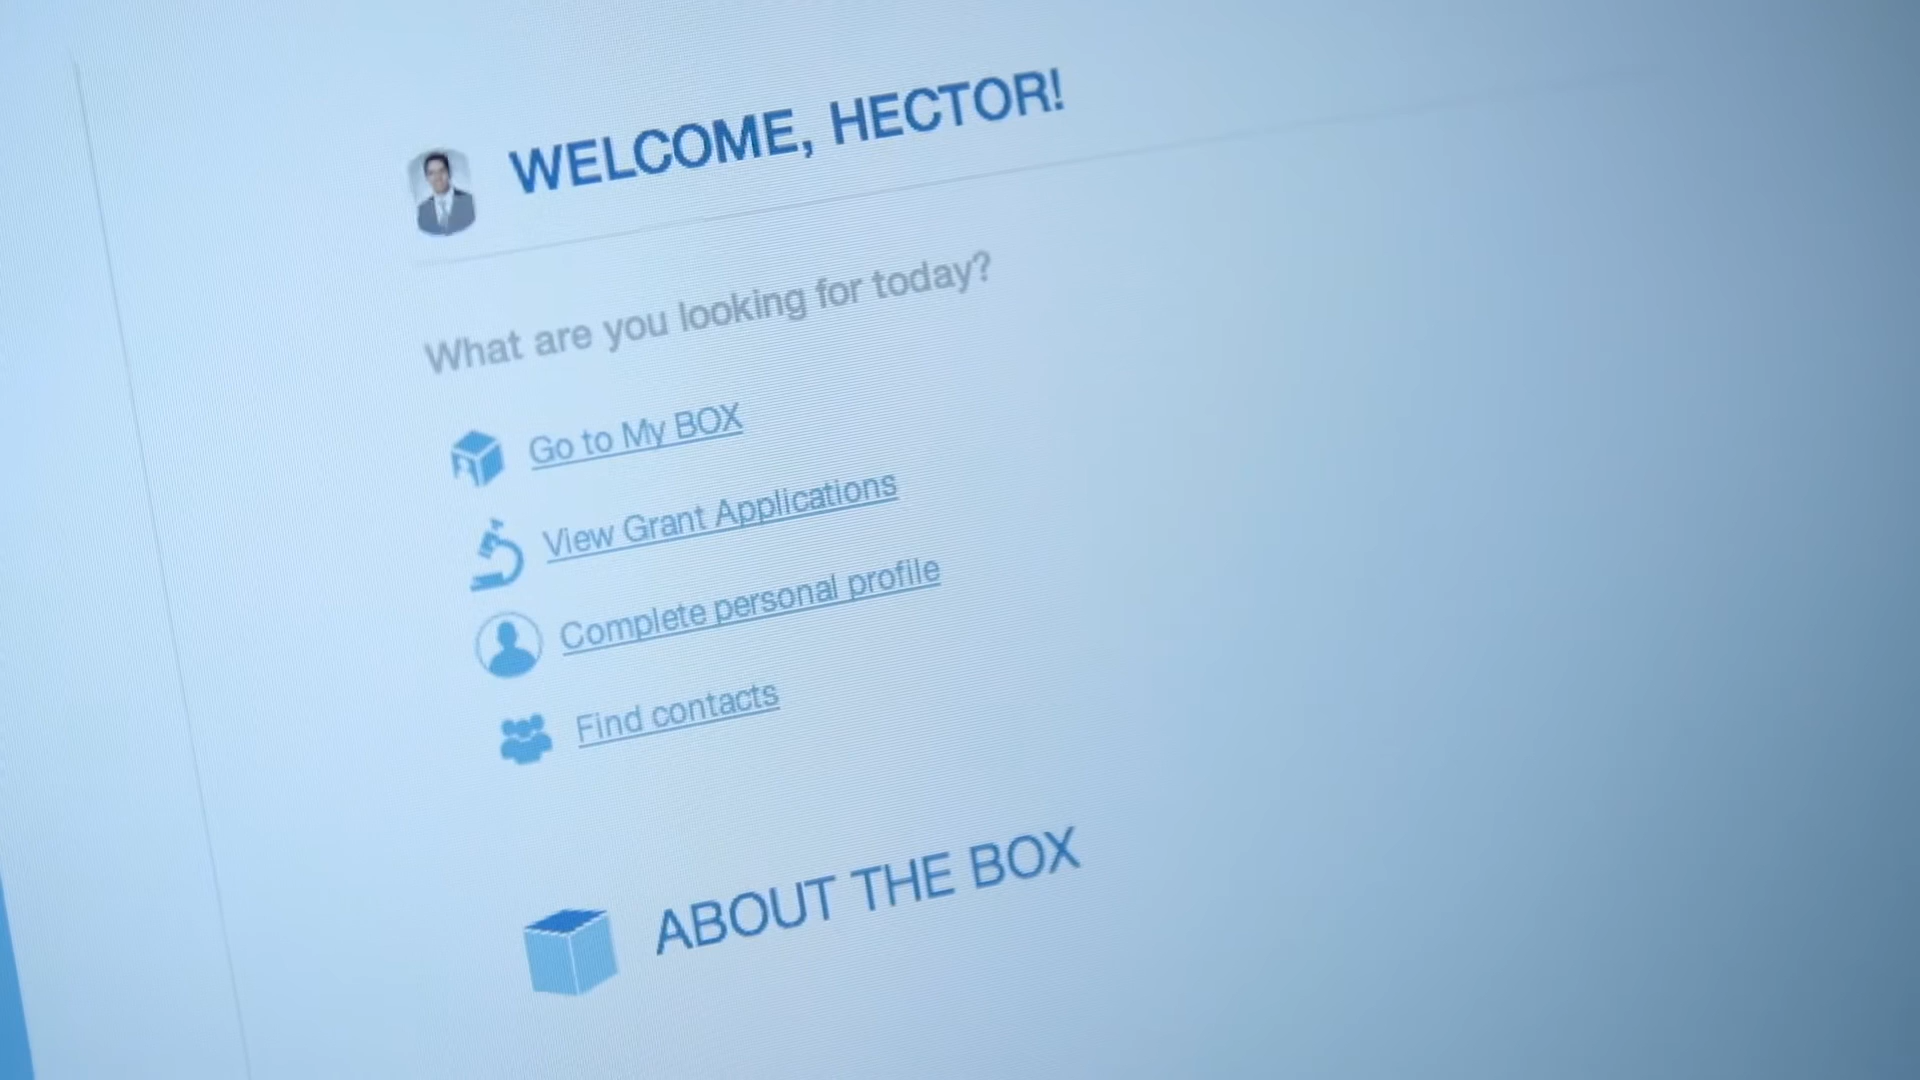 WELCOME, HECTOR!
What are you looking for today?
Go to My BOX
View Grant Applications
Complete personal profile
Find contacts
ABOUT THE BOX